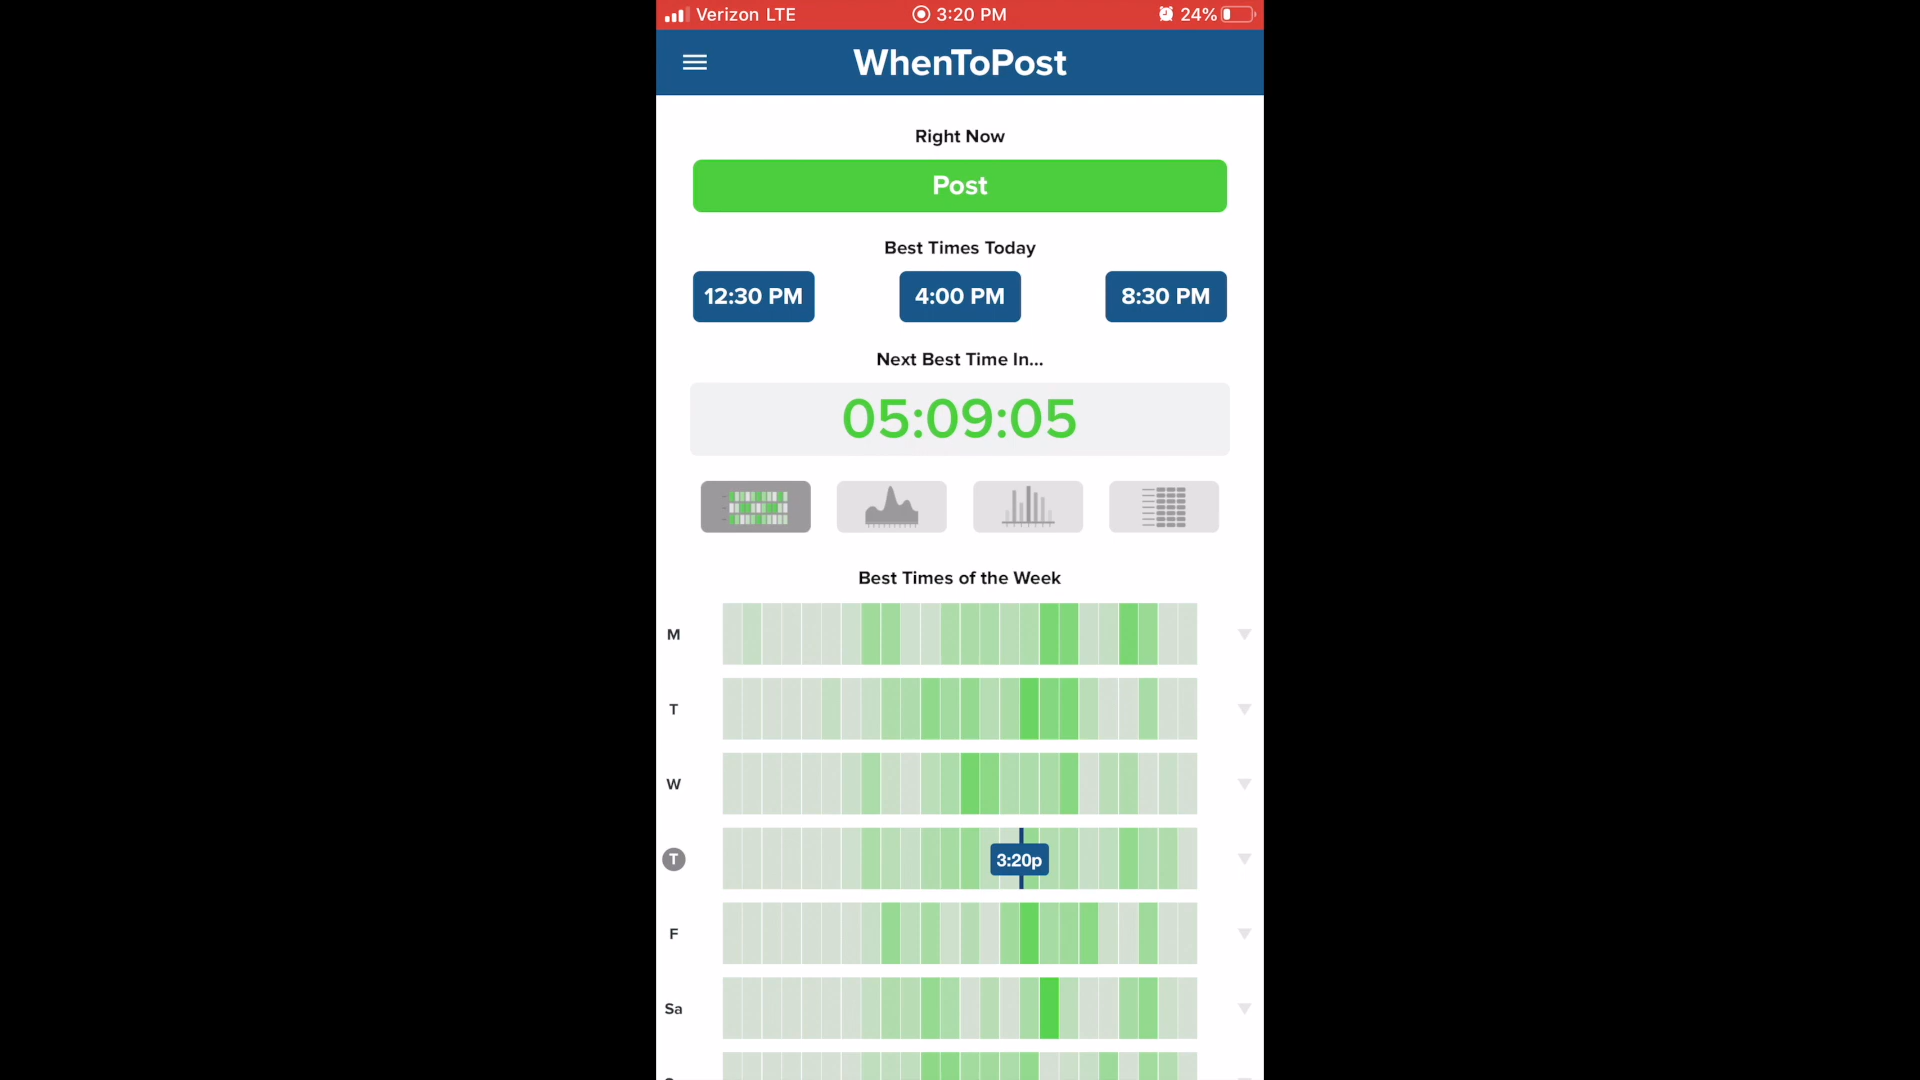 Verizon LTE 3:20 PM 24%
WhenToPost
Right Now
Post
Best Times Today
12:30 PM 4:00 PM 8:30 PM
Next Best Time In...
05:09:05
Best Times of the Week
M
T
W
T 3:20p
F
Sa